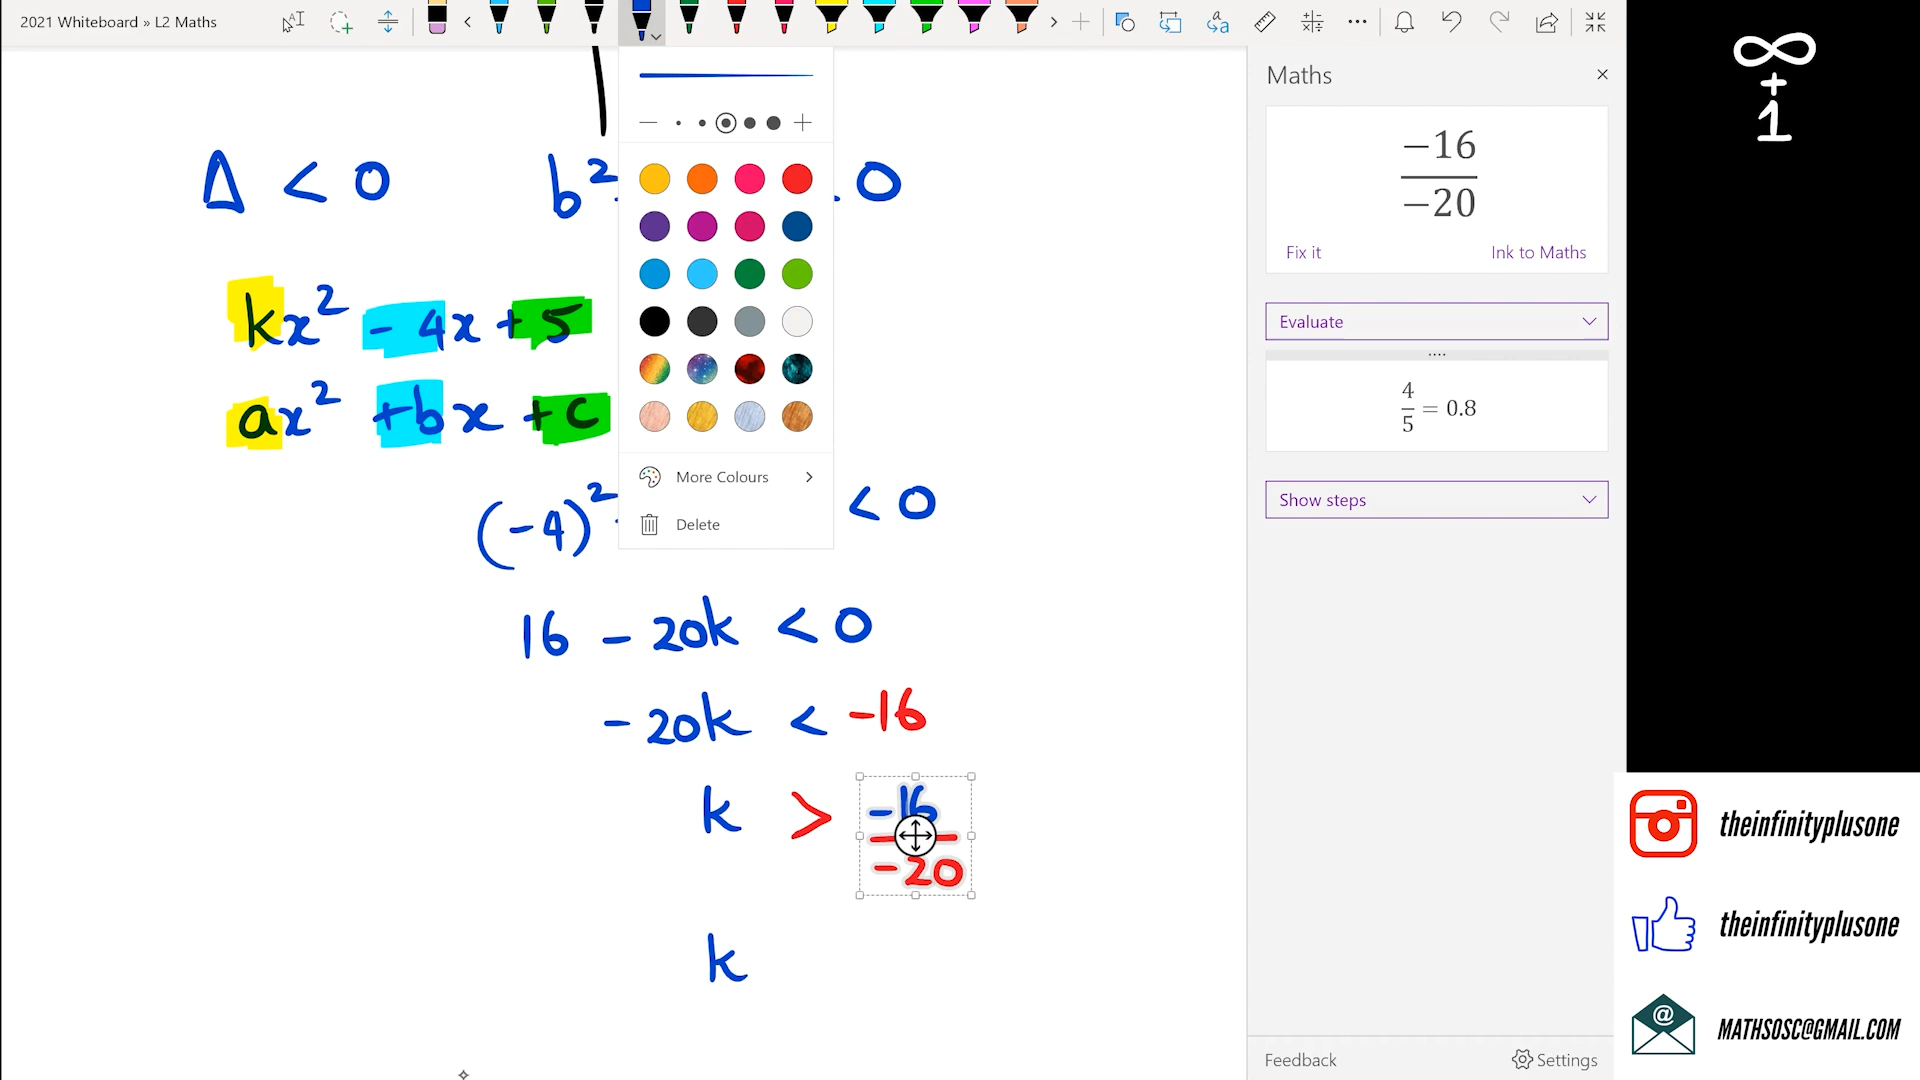 2021 Whiteboard » L2 Maths
∞
+
1
Maths
−16
−20
Fix it
Ink to Maths
Evaluate
4/5 = 0.8
Show steps
Feedback
Settings
More Colours
Delete
Δ < 0
b²
0
kx² - 4x + 5
ax² + bx + c
(-4)²
< 0
16 - 20k < 0
- 20k < -16
k > -16
-20
k
theinfinityplusone
theinfinityplusone
MATHSOSC@GMAIL.COM